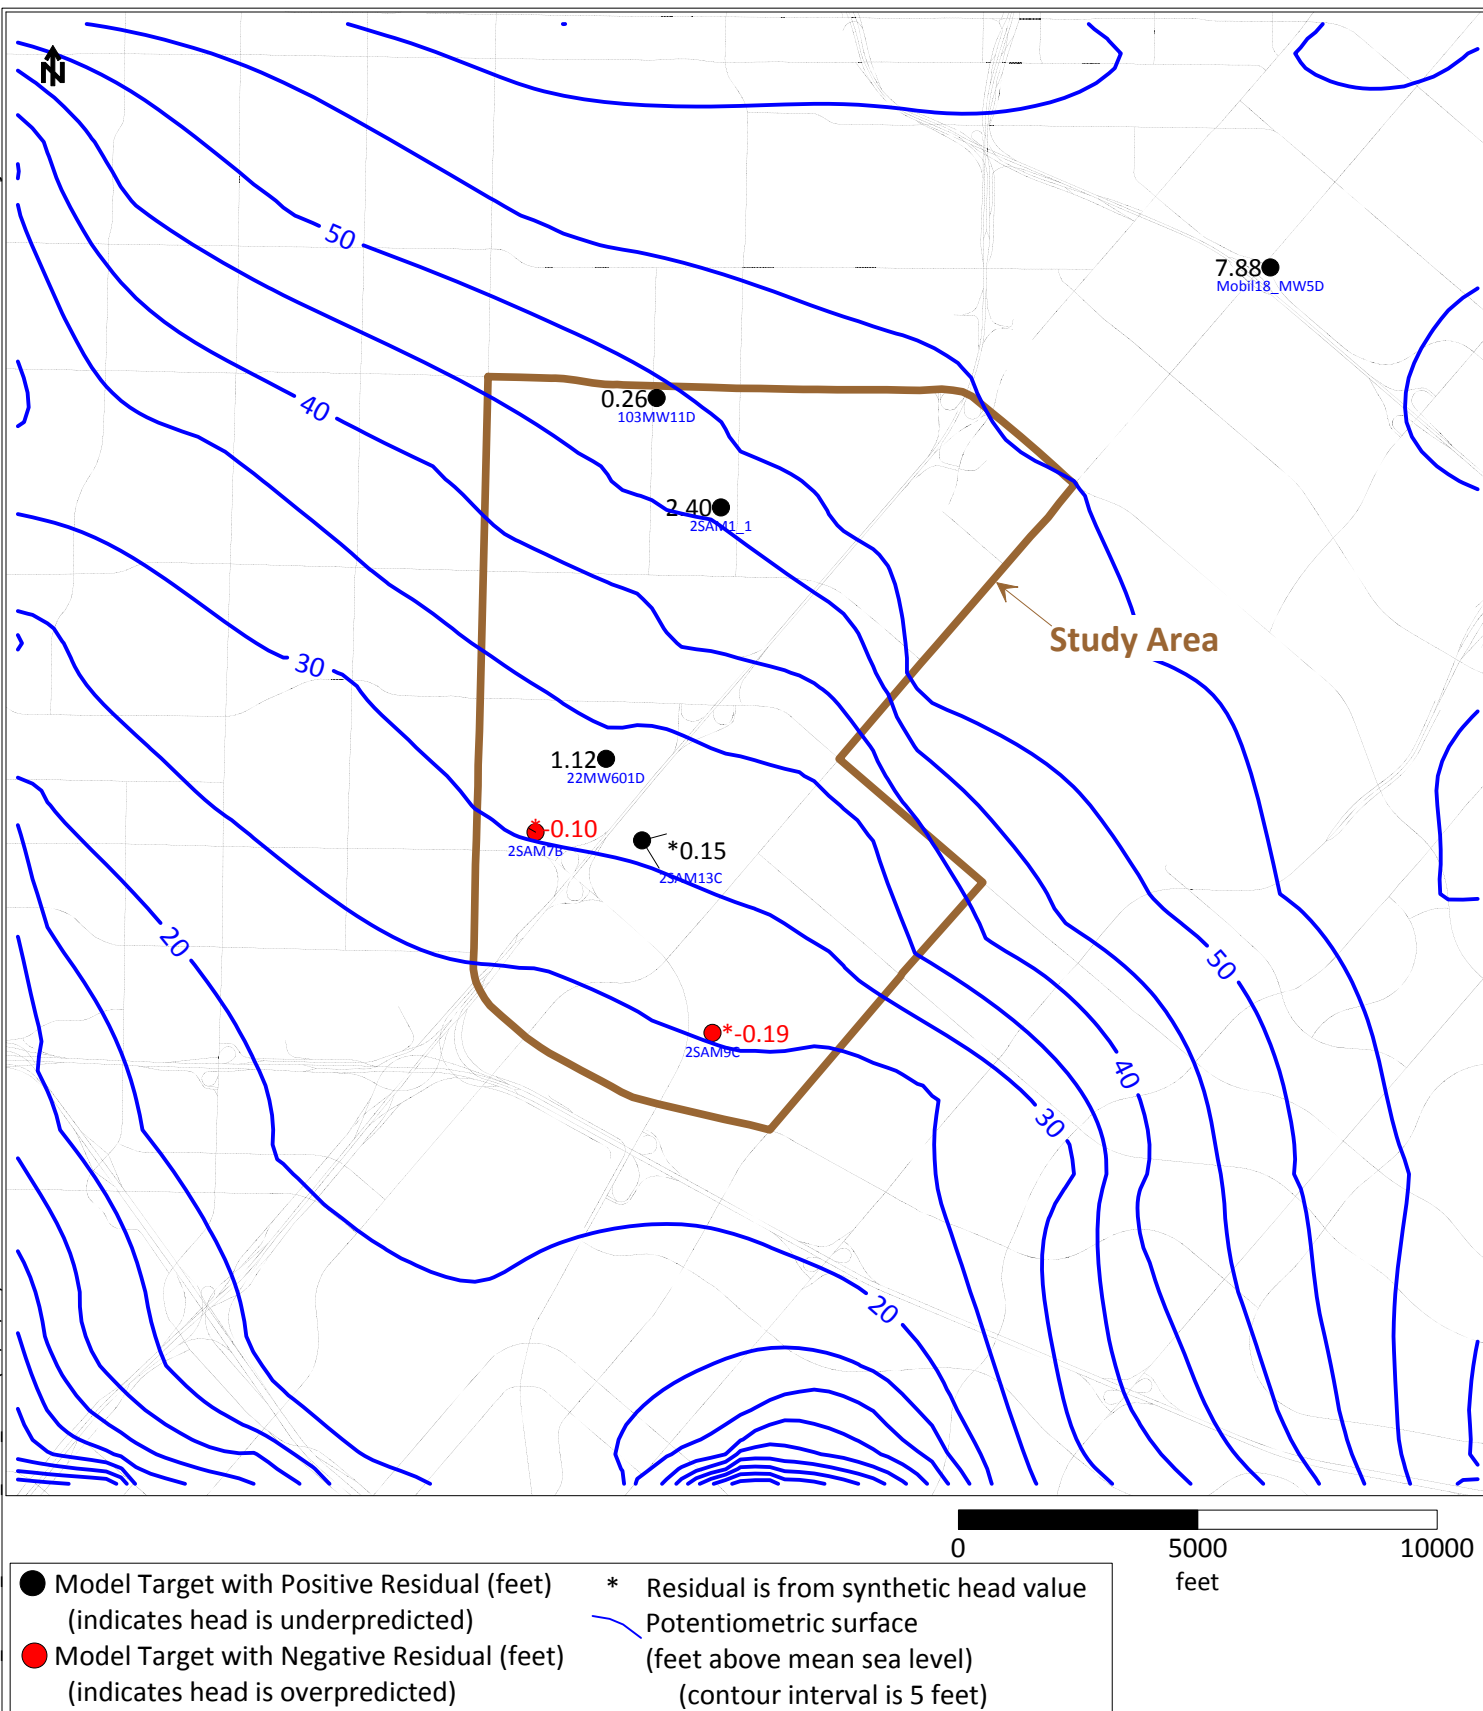 N
50
7.88
Mobil18_MW5D
40
0.26
103MW11D
2.40
2SAM1_1
Study Area
30
1.12
22MW601D
*-0.10
2SAM7B
*0.15
2SAM13C
20
50
*-0.19
2SAM9C
40
30
20
0 5000 10000
feet
Model Target with Positive Residual (feet)
(indicates head is underpredicted)
Model Target with Negative Residual (feet)
(indicates head is overpredicted)
* Residual is from synthetic head value
Potentiometric surface
(feet above mean sea level)
(contour interval is 5 feet)